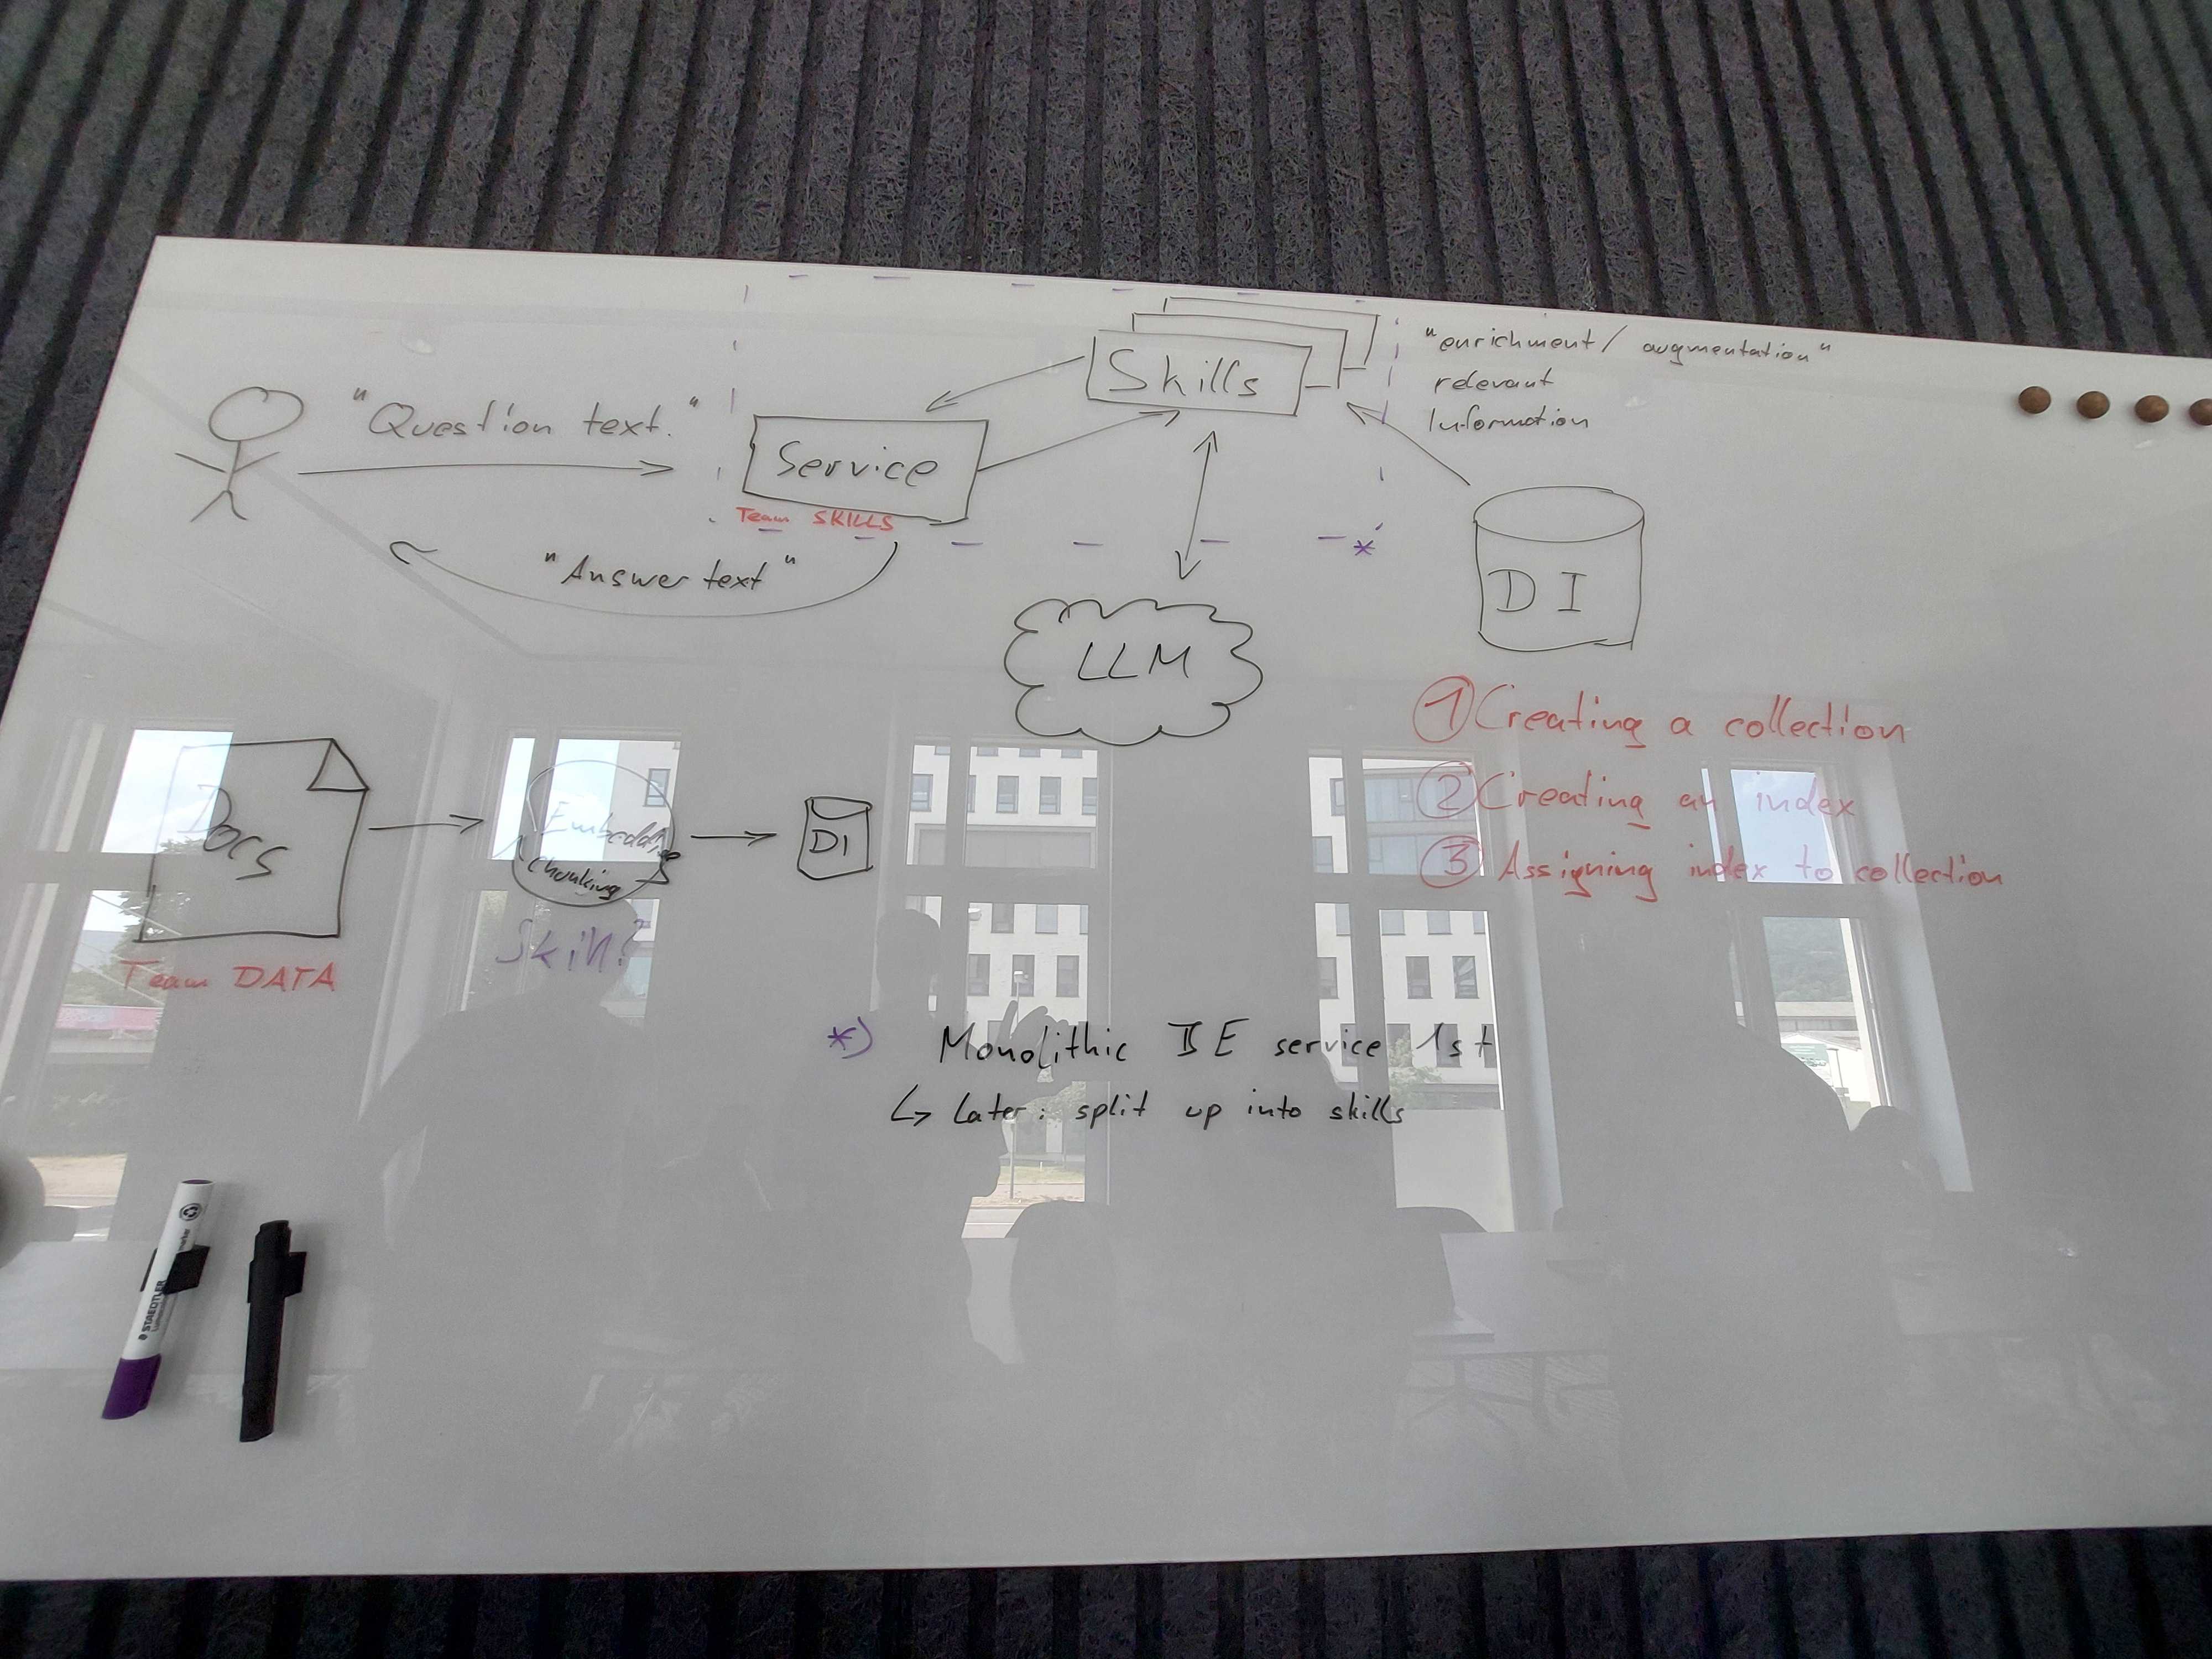 "enrichment / augmentation"
relevant
Information
Skills
"Question text."
Service
Team SKILLS
*
"Answer text"
DI
LLM
① Creating a collection
② Creating an index
③ Assigning index to collection
Docs
Embedding
chunking
DI
Skill?
Team DATA
*) Monolithic BE service 1st
↳ Later: split up into skills
STAEDTLER